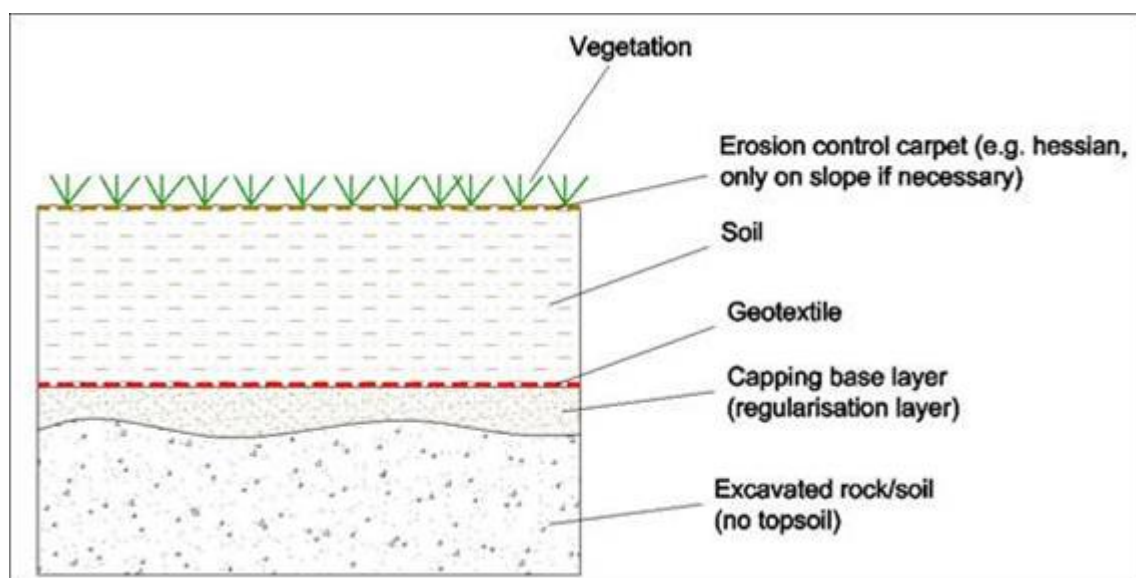 Vegetation
Erosion control carpet (e.g. hessian,
only on slope if necessary)
Soil
Geotextile
Capping base layer
(regularisation layer)
Excavated rock/soil
(no topsoil)